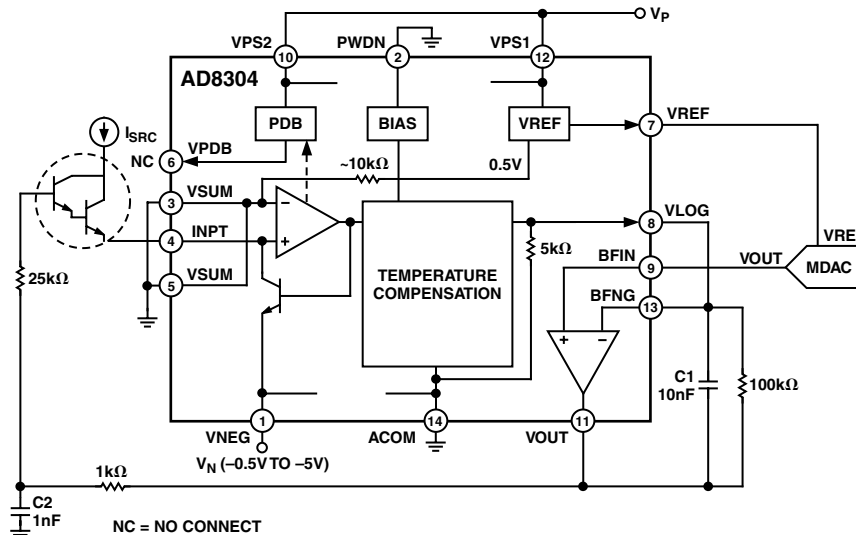 V_P
VPS2
PWDN
VPS1
10
2
12
AD8304
I_SRC
PDB
BIAS
VREF
7
VREF
VPDB
NC
6
~10kΩ
0.5V
VSUM
3
–
VLOG
8
INPT
4
+
5kΩ
VRE
BFIN
9
VOUT
MDAC
25kΩ
VSUM
5
TEMPERATURE
COMPENSATION
BFNG
13
+
–
C1
10nF
100kΩ
1
14
11
VNEG
ACOM
VOUT
V_N (–0.5V TO –5V)
1kΩ
C2
1nF
NC = NO CONNECT